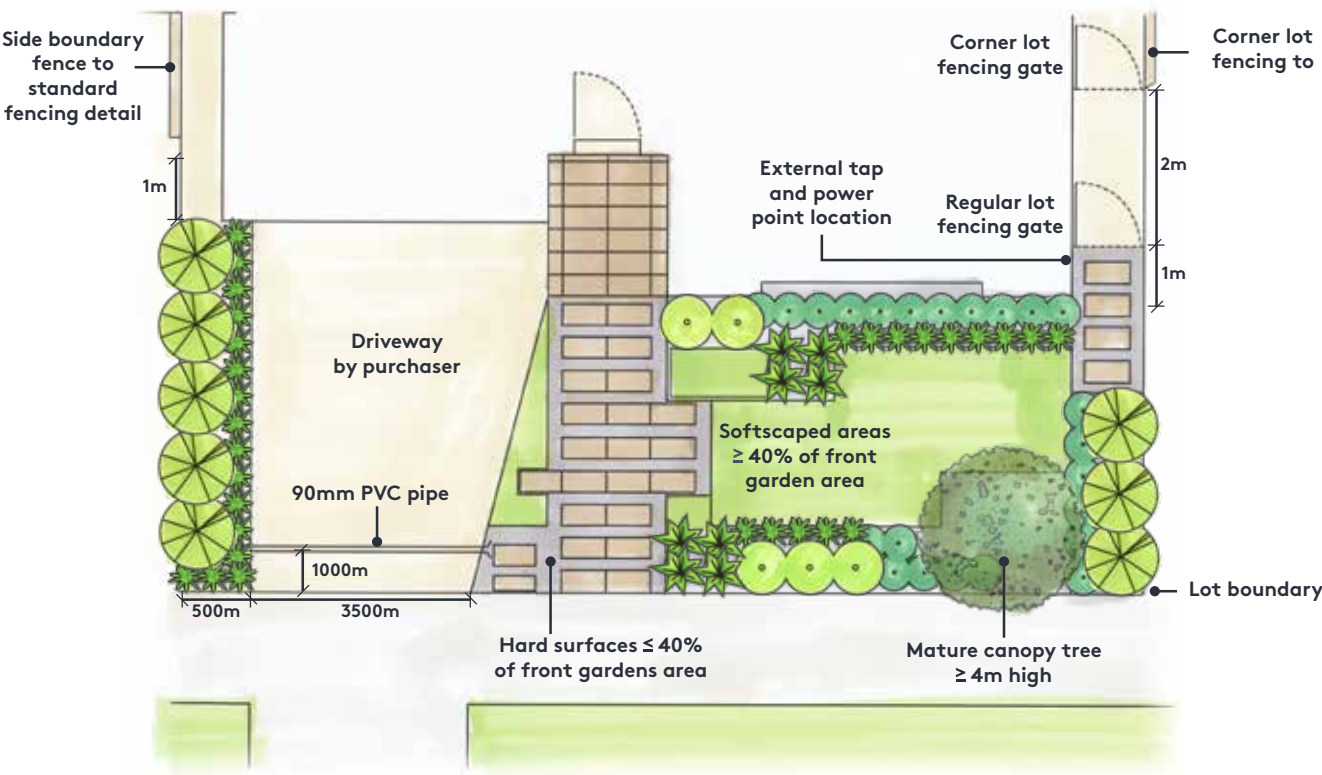 Side boundary
fence to
standard
fencing detail
1m
Corner lot
fencing gate
Corner lot
fencing to
2m
External tap
and power
point location
Regular lot
fencing gate
1m
Driveway
by purchaser
Softscaped areas
≥ 40% of front
garden area
90mm PVC pipe
1000m
500m
3500m
Lot boundary
Hard surfaces ≤ 40%
of front gardens area
Mature canopy tree
≥ 4m high